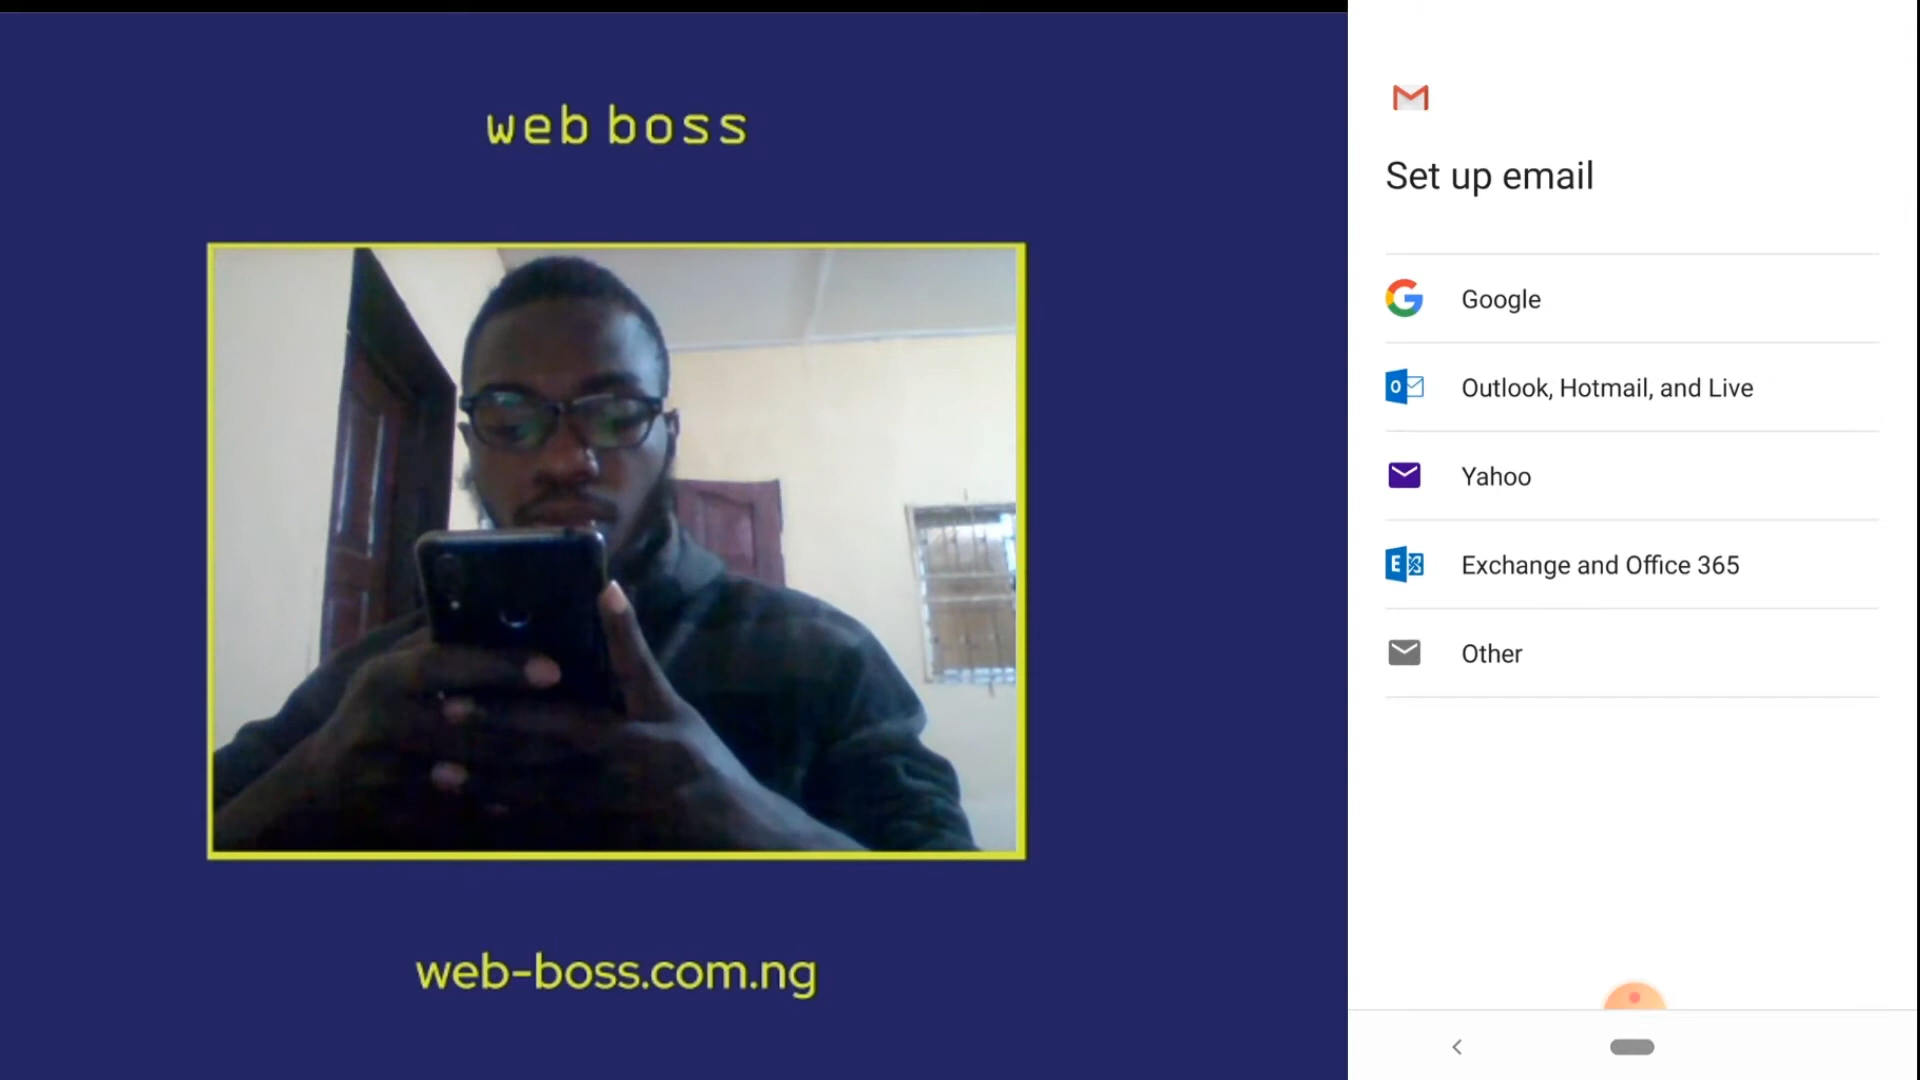 web boss
web-boss.com.ng
Set up email
Google
Outlook, Hotmail, and Live
Yahoo
Exchange and Office 365
Other